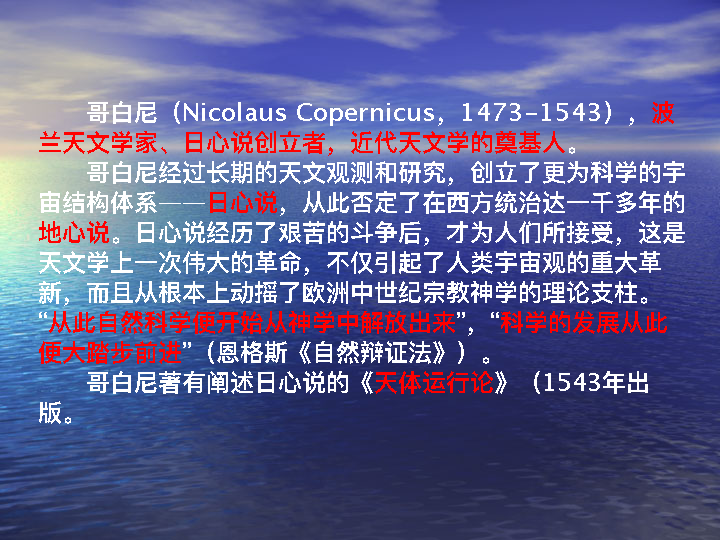 哥白尼（Nicolaus Copernicus，1473-1543），波
兰天文学家、日心说创立者，近代天文学的奠基人。
哥白尼经过长期的天文观测和研究，创立了更为科学的宇
宙结构体系——日心说，从此否定了在西方统治达一千多年的
地心说。日心说经历了艰苦的斗争后，才为人们所接受，这是
天文学上一次伟大的革命，不仅引起了人类宇宙观的重大革
新，而且从根本上动摇了欧洲中世纪宗教神学的理论支柱。
“从此自然科学便开始从神学中解放出来”，“科学的发展从此
便大踏步前进”（恩格斯《自然辩证法》）。
哥白尼著有阐述日心说的《天体运行论》（1543年出
版。